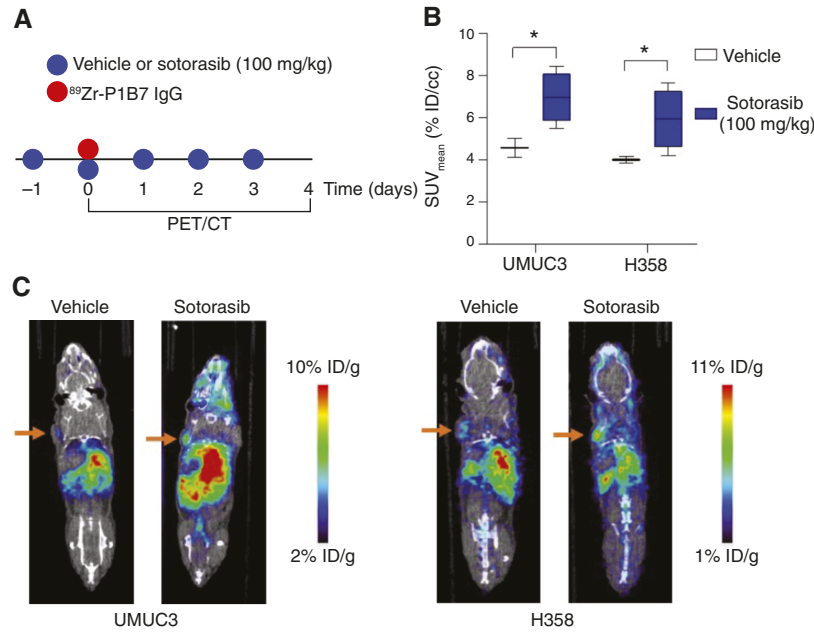 A
Vehicle or sotorasib (100 mg/kg)
⁸⁹Zr-P1B7 IgG
–1 0 1 2 3 4 Time (days)
PET/CT
B
SUVmean (% ID/cc)
10
8
6
4
2
0
* *
UMUC3 H358
Vehicle
Sotorasib
(100 mg/kg)
C
Vehicle Sotorasib
10% ID/g
2% ID/g
UMUC3
Vehicle Sotorasib
11% ID/g
1% ID/g
H358